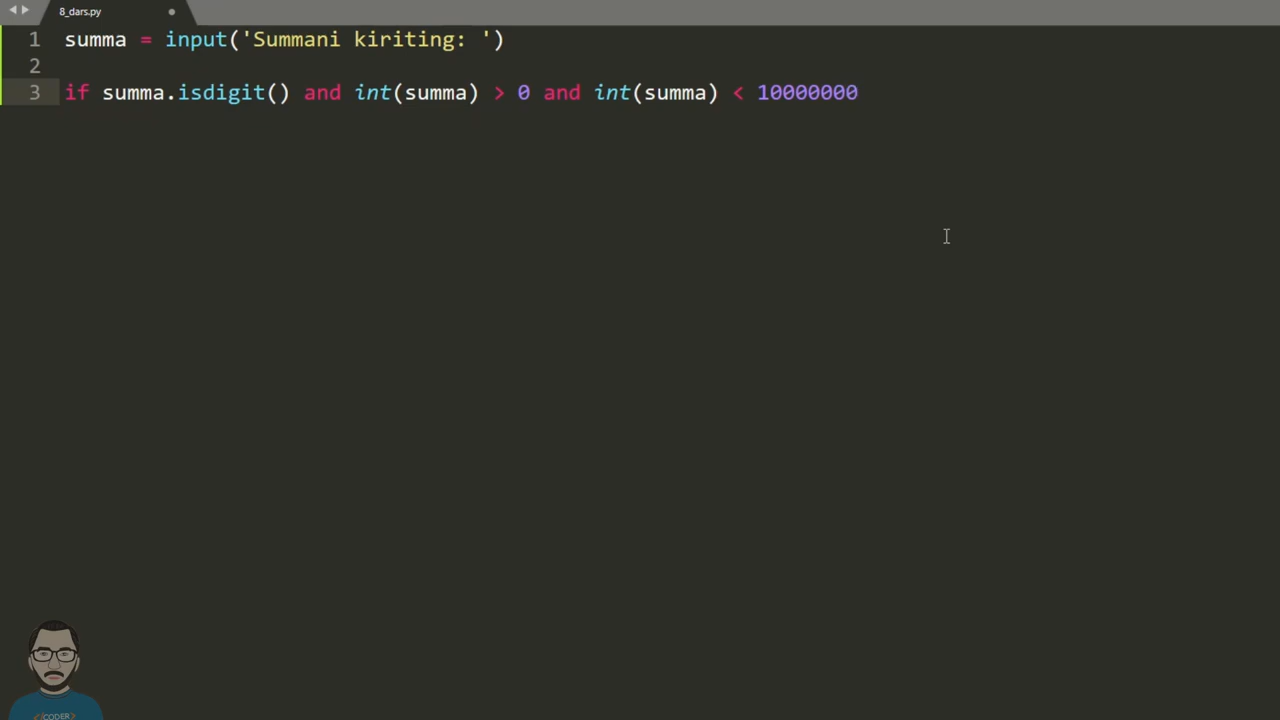 8_dars.py
1 summa = input('Summani kiriting: ')
2
3 if summa.isdigit() and int(summa) > 0 and int(summa) < 10000000
</CODER>